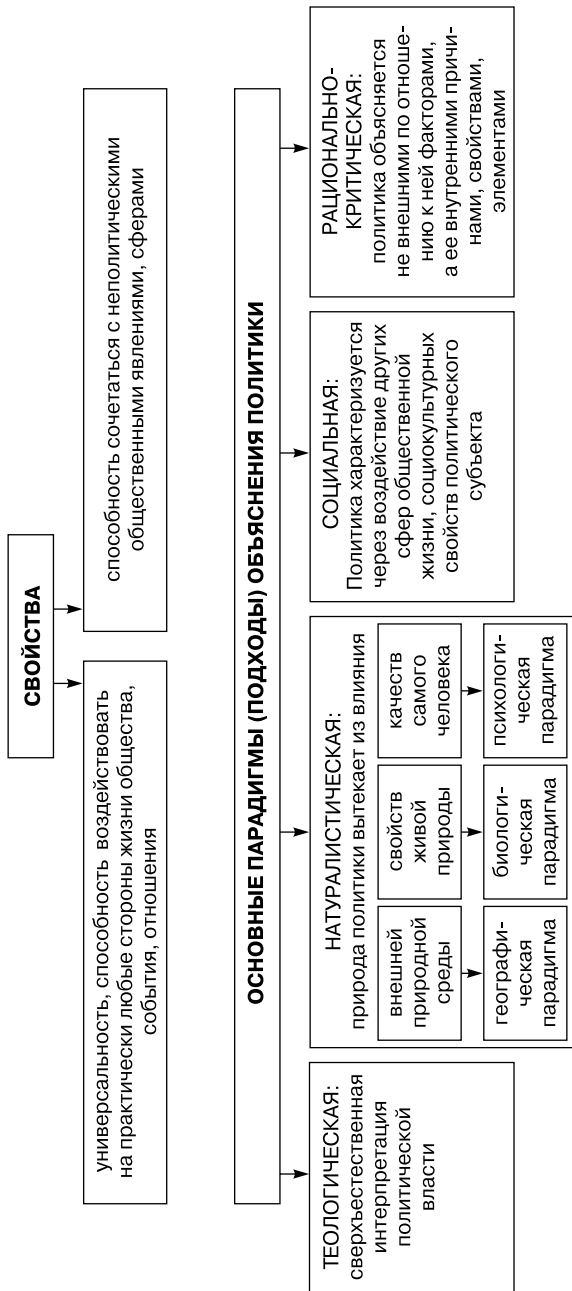 СВОЙСТВА
универсальность, способность воздействовать
на практически любые стороны жизни общества,
события, отношения
способность сочетаться с неполитическими
общественными явлениями, сферами
ОСНОВНЫЕ ПАРАДИГМЫ (ПОДХОДЫ) ОБЪЯСНЕНИЯ ПОЛИТИКИ
ТЕОЛОГИЧЕСКАЯ:
сверхъестественная
интерпретация
политической
власти
НАТУРАЛИСТИЧЕСКАЯ:
природа политики вытекает из влияния
внешней
природной
среды
географи-
ческая
парадигма
свойств
живой
природы
биологи-
ческая
парадигма
качеств
самого
человека
психологи-
ческая
парадигма
СОЦИАЛЬНАЯ:
Политика характеризуется
через воздействие других
сфер общественной
жизни, социокультурных
свойств политического
субъекта
РАЦИОНАЛЬНО-
КРИТИЧЕСКАЯ:
политика объясняется
не внешними по отноше-
нию к ней факторами,
а ее внутренними причи-
нами, свойствами,
элементами